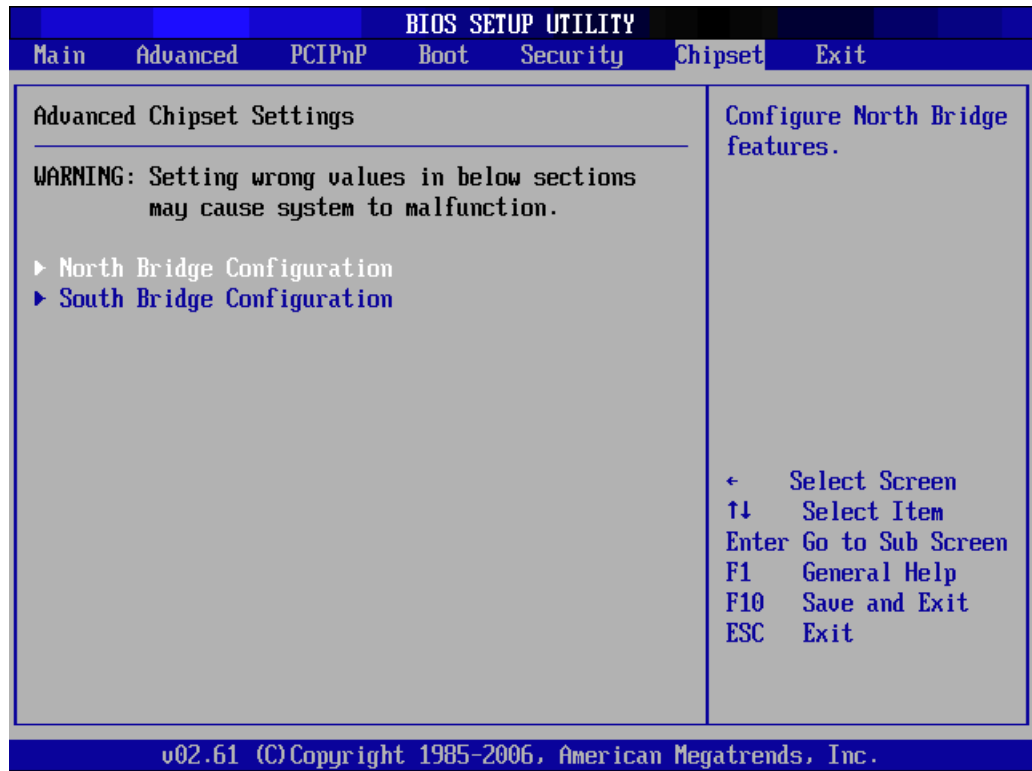 BIOS SETUP UTILITY
Main Advanced PCIPnP Boot Security Chipset Exit
Advanced Chipset Settings
WARNING: Setting wrong values in below sections
may cause system to malfunction.
▶ North Bridge Configuration
▶ South Bridge Configuration
Configure North Bridge
features.
← Select Screen
↑↓ Select Item
Enter Go to Sub Screen
F1 General Help
F10 Save and Exit
ESC Exit
v02.61 (C)Copyright 1985-2006, American Megatrends, Inc.